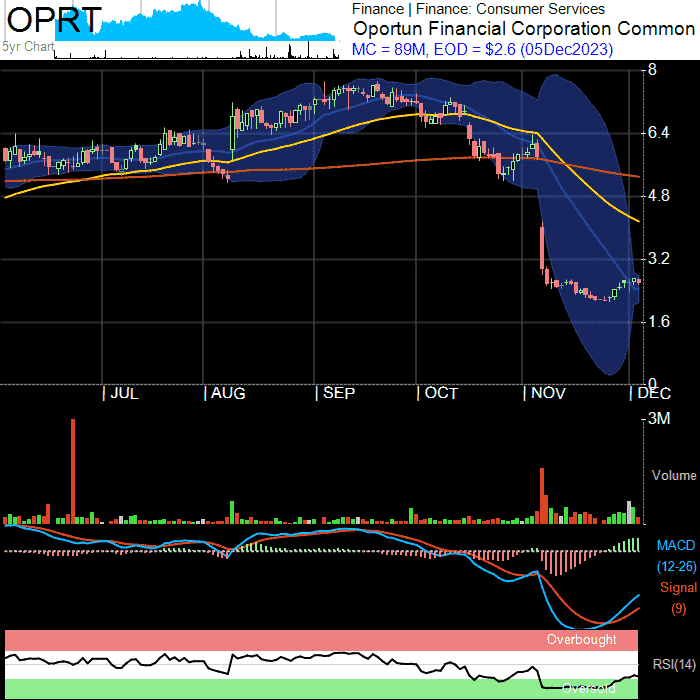 OPRT
5yr Chart
Finance | Finance: Consumer Services
Oportun Financial Corporation Common
MC = 89M, EOD = $2.6 (05Dec2023)
8
6.4
4.8
3.2
1.6
0
JUL
AUG
SEP
OCT
NOV
DEC
3M
Volume
MACD
(12-26)
Signal
(9)
Overbought
RSI(14)
Oversold